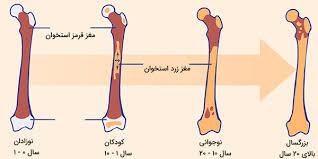 مغز قرمز استخوان
مغز زرد استخوان
نوزادان
سال ۰ - ۱
کودکان
سال ۱ - ۱۰
نوجوانی
سال ۱۰ - ۲۰
بزرگسال
بالای ۲۰ سال